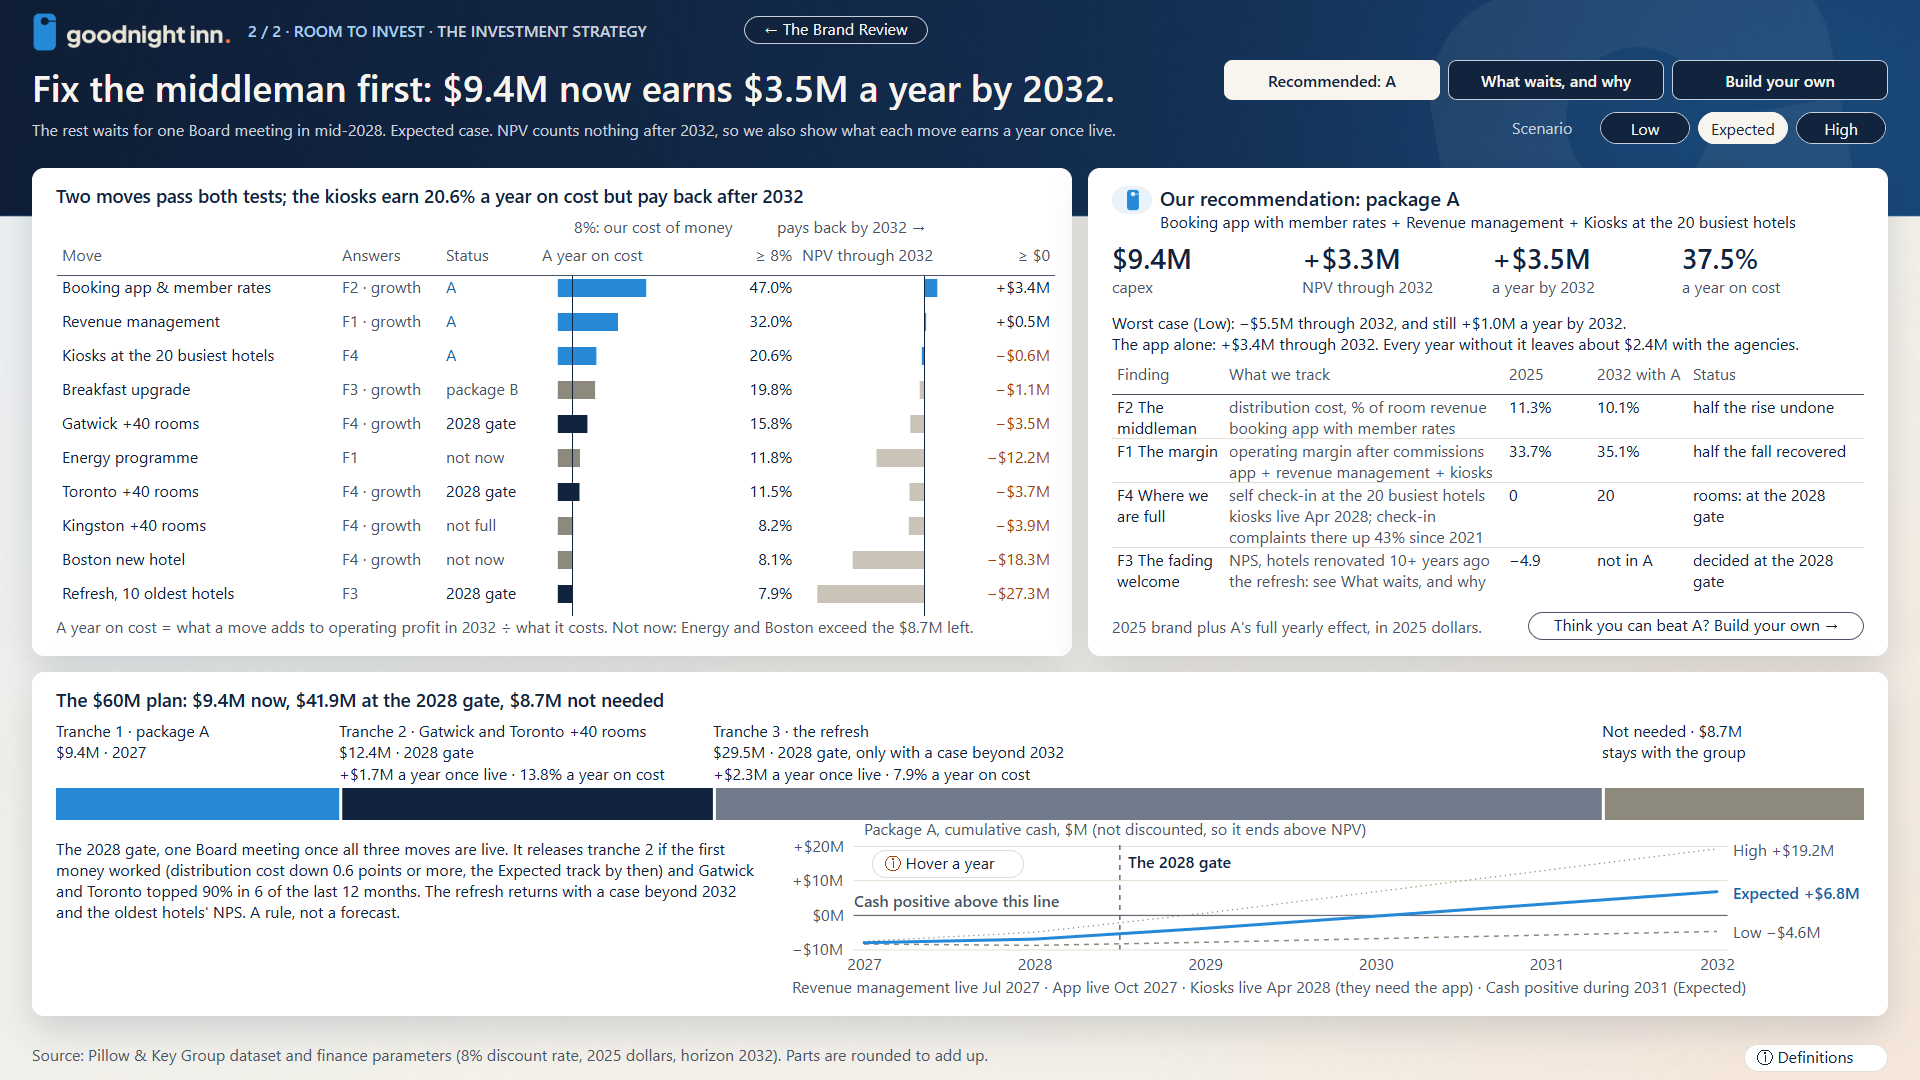 goodnight inn.
2 / 2 · ROOM TO INVEST · THE INVESTMENT STRATEGY
← The Brand Review
Fix the middleman first: $9.4M now earns $3.5M a year by 2032.
The rest waits for one Board meeting in mid-2028. Expected case. NPV counts nothing after 2032, so we also show what each move earns a year once live.
Recommended: A
What waits, and why
Build your own
Scenario
Low
Expected
High
Two moves pass both tests; the kiosks earn 20.6% a year on cost but pay back after 2032
8%: our cost of money
pays back by 2032 →
Move Answers Status A year on cost ≥ 8% NPV through 2032 ≥ $0
Booking app & member rates F2 · growth A 47.0% +$3.4M
Revenue management F1 · growth A 32.0% +$0.5M
Kiosks at the 20 busiest hotels F4 A 20.6% −$0.6M
Breakfast upgrade F3 · growth package B 19.8% −$1.1M
Gatwick +40 rooms F4 · growth 2028 gate 15.8% −$3.5M
Energy programme F1 not now 11.8% −$12.2M
Toronto +40 rooms F4 · growth 2028 gate 11.5% −$3.7M
Kingston +40 rooms F4 · growth not full 8.2% −$3.9M
Boston new hotel F4 · growth not now 8.1% −$18.3M
Refresh, 10 oldest hotels F3 2028 gate 7.9% −$27.3M
A year on cost = what a move adds to operating profit in 2032 ÷ what it costs. Not now: Energy and Boston exceed the $8.7M left.
Our recommendation: package A
Booking app with member rates + Revenue management + Kiosks at the 20 busiest hotels
$9.4M +$3.3M +$3.5M 37.5%
capex NPV through 2032 a year by 2032 a year on cost
Worst case (Low): −$5.5M through 2032, and still +$1.0M a year by 2032.
The app alone: +$3.4M through 2032. Every year without it leaves about $2.4M with the agencies.
Finding What we track 2025 2032 with A Status
F2 The distribution cost, % of room revenue 11.3% 10.1% half the rise undone
middleman booking app with member rates
F1 The margin operating margin after commissions 33.7% 35.1% half the fall recovered
app + revenue management + kiosks
F4 Where we self check-in at the 20 busiest hotels 0 20 rooms: at the 2028
are full kiosks live Apr 2028; check-in gate
complaints there up 43% since 2021
F3 The fading NPS, hotels renovated 10+ years ago −4.9 not in A decided at the 2028
welcome the refresh: see What waits, and why gate
2025 brand plus A's full yearly effect, in 2025 dollars.
Think you can beat A? Build your own →
The $60M plan: $9.4M now, $41.9M at the 2028 gate, $8.7M not needed
Tranche 1 · package A
$9.4M · 2027
Tranche 2 · Gatwick and Toronto +40 rooms
$12.4M · 2028 gate
+$1.7M a year once live · 13.8% a year on cost
Tranche 3 · the refresh
$29.5M · 2028 gate, only with a case beyond 2032
+$2.3M a year once live · 7.9% a year on cost
Not needed · $8.7M
stays with the group
The 2028 gate, one Board meeting once all three moves are live. It releases tranche 2 if the first
money worked (distribution cost down 0.6 points or more, the Expected track by then) and Gatwick
and Toronto topped 90% in 6 of the last 12 months. The refresh returns with a case beyond 2032
and the oldest hotels' NPS. A rule, not a forecast.
Package A, cumulative cash, $M (not discounted, so it ends above NPV)
+$20M
ⓘ Hover a year
The 2028 gate
High +$19.2M
+$10M
Expected +$6.8M
Cash positive above this line
$0M
Low −$4.6M
−$10M
2027 2028 2029 2030 2031 2032
Revenue management live Jul 2027 · App live Oct 2027 · Kiosks live Apr 2028 (they need the app) · Cash positive during 2031 (Expected)
Source: Pillow & Key Group dataset and finance parameters (8% discount rate, 2025 dollars, horizon 2032). Parts are rounded to add up.
ⓘ Definitions